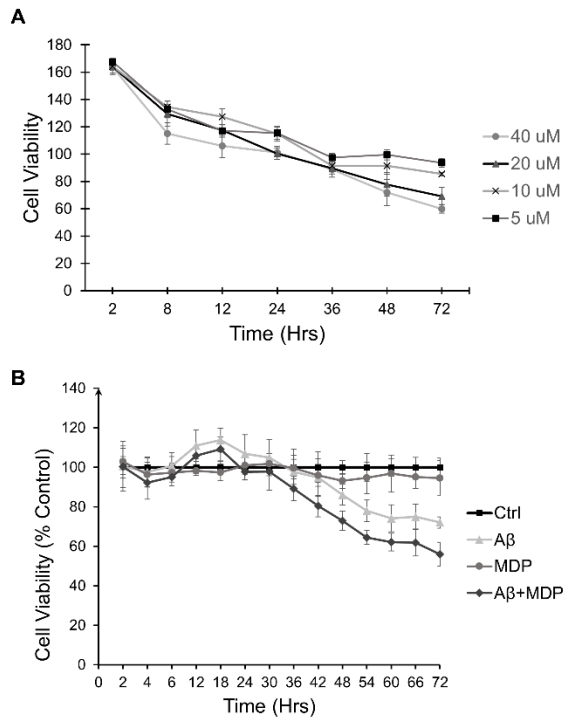 A
Cell Viability
180
160
140
120
100
80
60
40
20
0
2 8 12 24 36 48 72
Time (Hrs)
40 uM
20 uM
10 uM
5 uM
B
Cell Viability (% Control)
140
120
100
80
60
40
20
0
0 2 4 6 12 18 24 30 36 42 48 54 60 66 72
Time (Hrs)
Ctrl
Aβ
MDP
Aβ+MDP